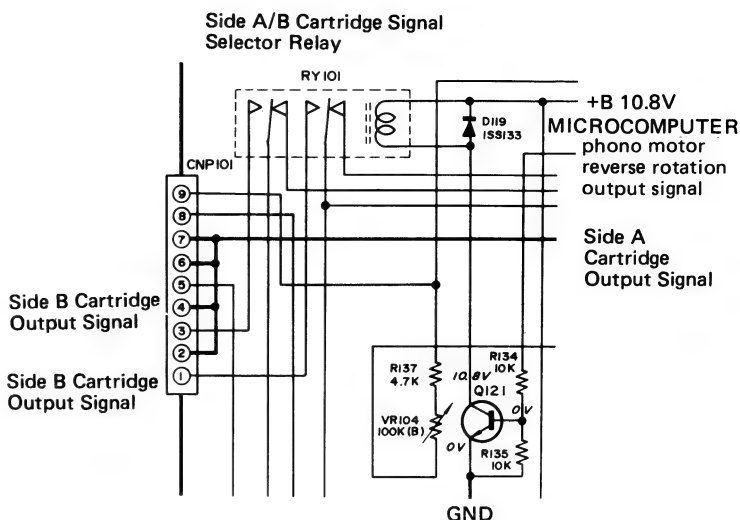 Side A/B Cartridge Signal
Selector Relay
RY101
+B 10.8V
D119
1SS133
MICROCOMPUTER
phono motor
reverse rotation
output signal
CNP101
9
8
7
6
5
4
3
2
1
Side A
Cartridge
Output Signal
Side B Cartridge
Output Signal
Side B Cartridge
Output Signal
R137
4.7K
10.8V
R134
10K
Q121
VR104
100K(B)
0V
0V
R135
10K
GND